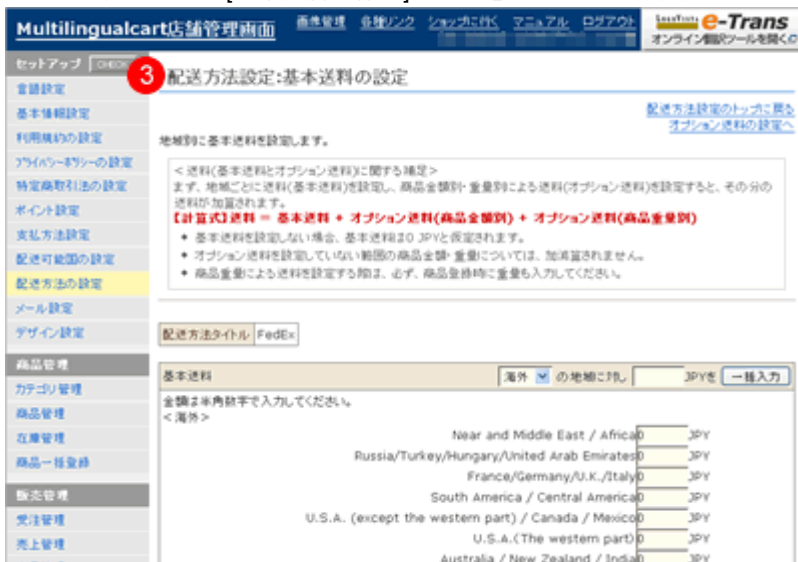 Multilingualcart店舗管理画面
画像管理 各種リンク ショップに行く マニュアル ログアウト
e-Trans
オンライン翻訳ツールを開く
セットアップ CHECK
3
配送方法設定:基本送料の設定
言語設定
基本情報設定
利用規約の設定
プライバシーポリシーの設定
特定商取引法の設定
ポイント設定
支払方法設定
配送可能国の設定
配送方法の設定
メール設定
デザイン設定
商品管理
カテゴリ管理
商品管理
在庫管理
商品一括登録
販売管理
受注管理
売上管理
配送方法設定のトップに戻る
オプション送料の設定へ
地域別に基本送料を設定します。
<送料(基本送料とオプション送料)に関する補足>
まず、地域ごとに送料(基本送料)を設定し、商品金額別・重量別による送料(オプション送料)を設定すると、その分の
送料が加算されます。
【計算式】送料 = 基本送料 + オプション送料(商品金額別) + オプション送料(商品重量別)
• 基本送料を設定しない場合、基本送料は0 JPYと仮定されます。
• オプション送料を設定していない範囲の商品金額・重量については、加減算されません。
• 商品重量による送料を設定する際は、必ず、商品登録時に重量も入力してください。
配送方法タイトル FedEx
基本送料 海外 の地域に対し JPYを 一括入力
金額は半角数字で入力してください。
<海外>
Near and Middle East / Africa 0 JPY
Russia/Turkey/Hungary/United Arab Emirates 0 JPY
France/Germany/U.K./Italy 0 JPY
South America / Central America 0 JPY
U.S.A. (except the western part) / Canada / Mexico 0 JPY
U.S.A.(The western part) 0 JPY
Australia / New Zealand / India 0 JPY